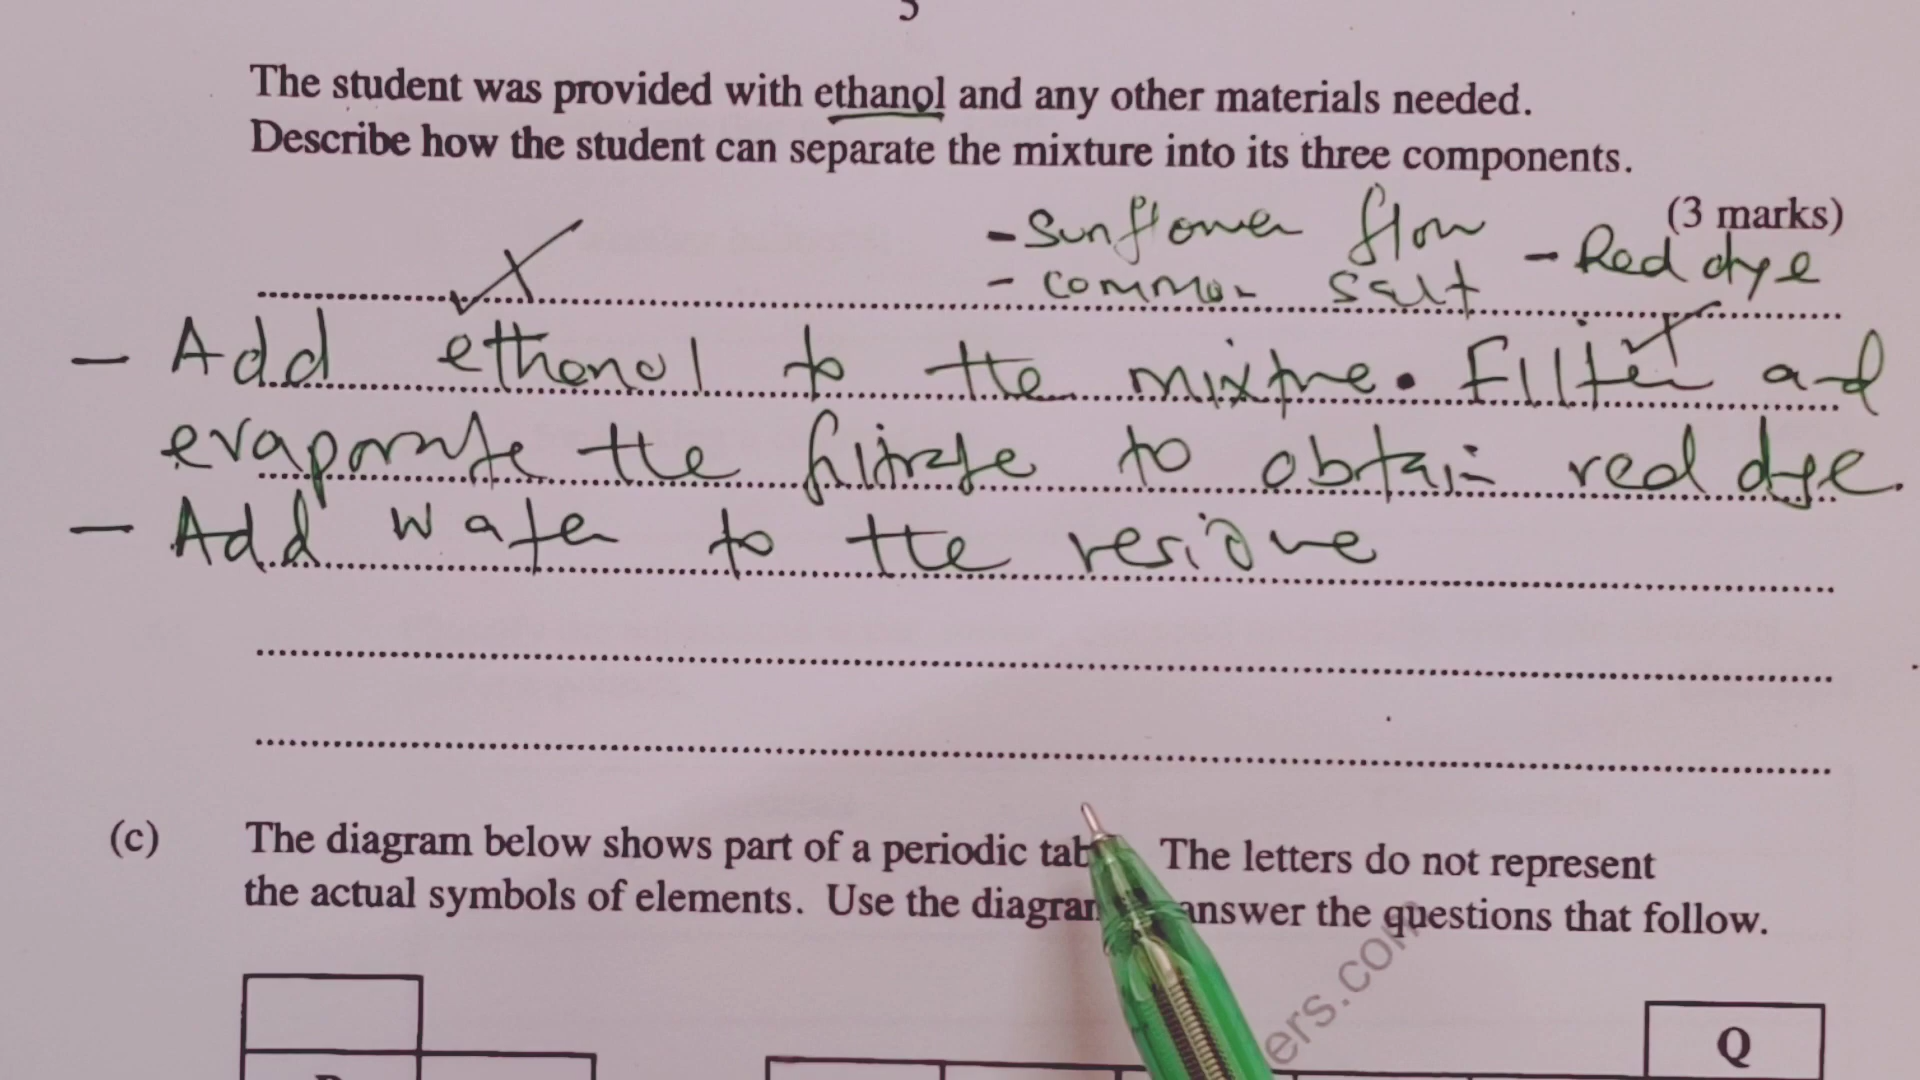 5
The student was provided with ethanol and any other materials needed.
Describe how the student can separate the mixture into its three components.
(3 marks)
- Sunflower flour
- Red dye
- common salt
- Add ethanol to the mixture. Filter and
evaporate the filtrate to obtain red dye.
- Add water to the residue
(c) The diagram below shows part of a periodic tab The letters do not represent
the actual symbols of elements. Use the diagram answer the questions that follow.
ers.com
Q